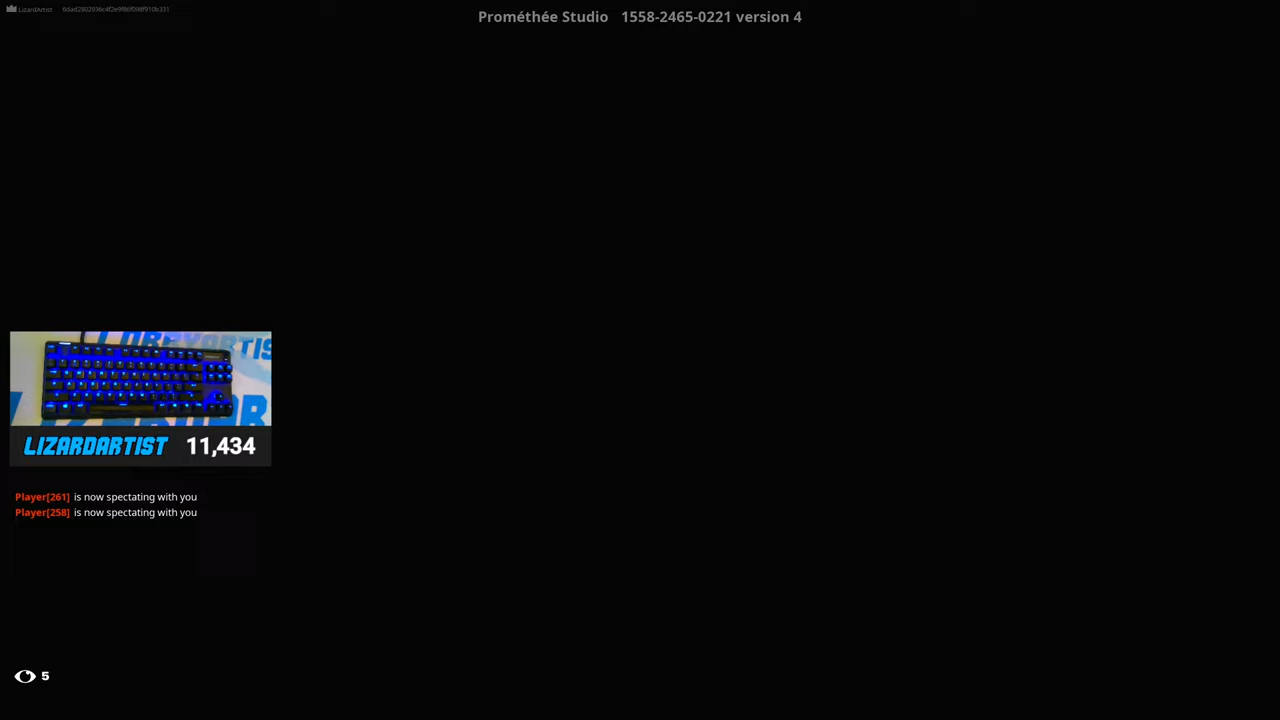 LizardArtist
Prométhée Studio 1558-2465-0221 version 4
LIZARDARTIST 11,434
Player[261] is now spectating with you
Player[258] is now spectating with you
5